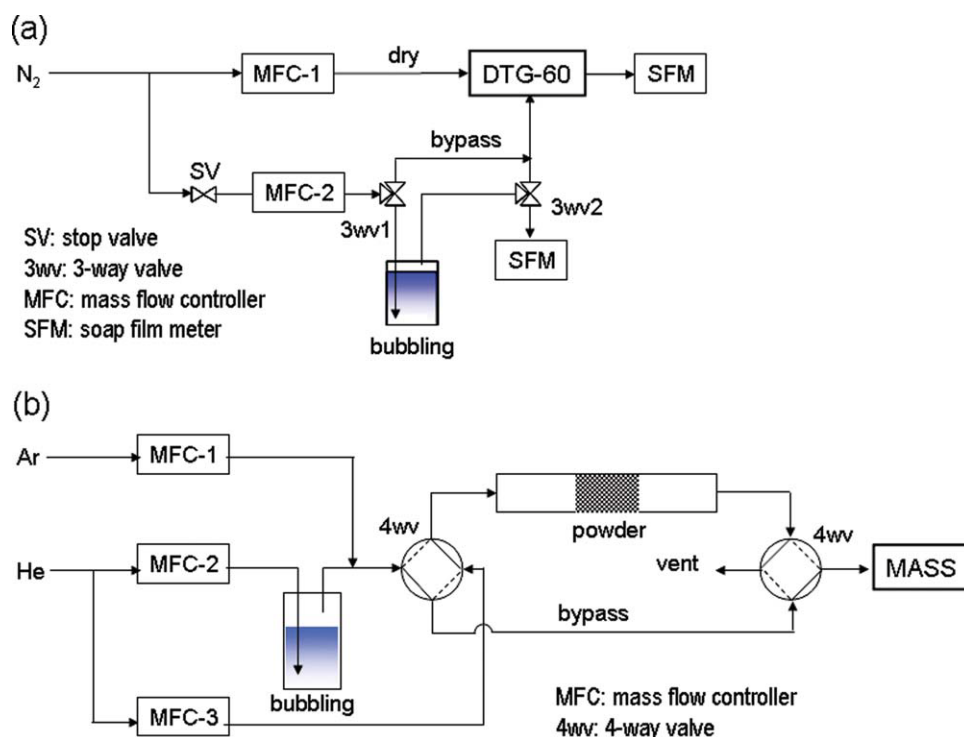 (a)
N2
MFC-1
dry
DTG-60
SFM
bypass
SV
MFC-2
3wv1
3wv2
SFM
bubbling
SV: stop valve
3wv: 3-way valve
MFC: mass flow controller
SFM: soap film meter
(b)
Ar
MFC-1
4wv
powder
4wv
He
MFC-2
vent
MASS
bypass
bubbling
MFC-3
MFC: mass flow controller
4wv: 4-way valve